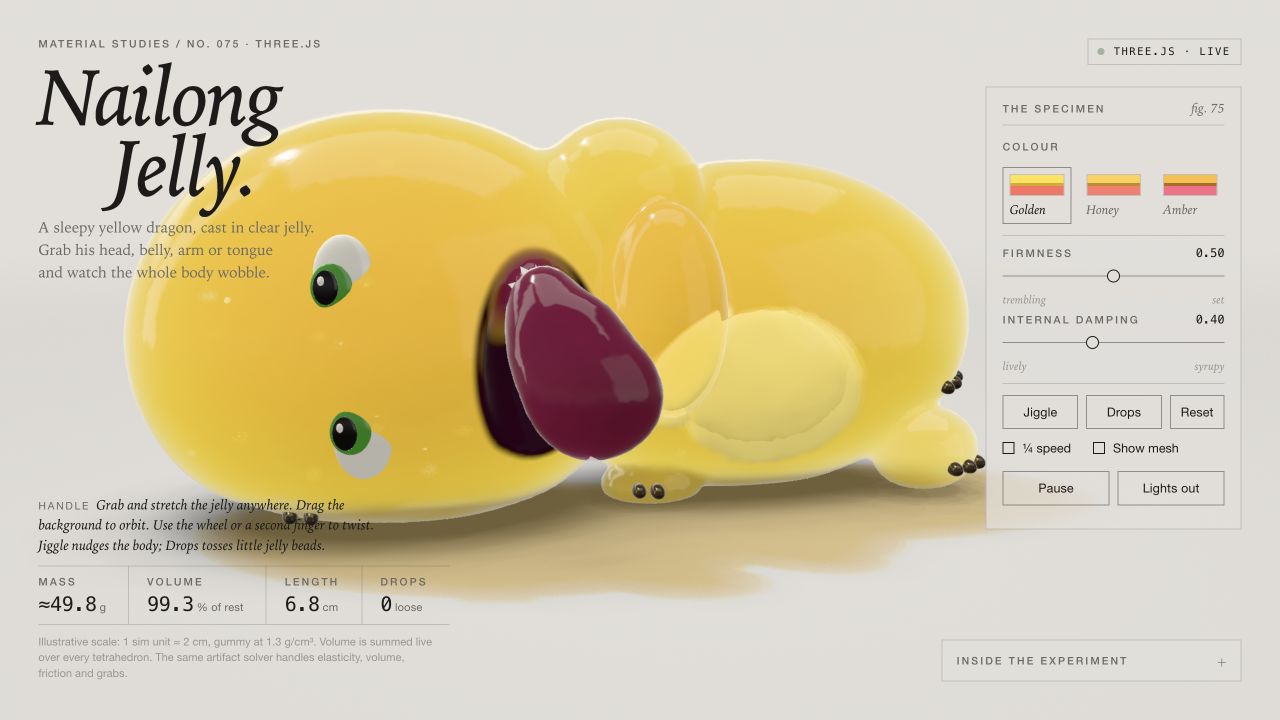 MATERIAL STUDIES / NO. 075 · THREE.JS
Nailong
Jelly.
A sleepy yellow dragon, cast in clear jelly.
Grab his head, belly, arm or tongue
and watch the whole body wobble.
THREE.JS · LIVE
THE SPECIMEN fig. 75
COLOUR
Golden Honey Amber
FIRMNESS 0.50
trembling set
INTERNAL DAMPING 0.40
lively syrupy
Jiggle Drops Reset
¼ speed Show mesh
Pause Lights out
HANDLE Grab and stretch the jelly anywhere. Drag the
background to orbit. Use the wheel or a second finger to twist.
Jiggle nudges the body; Drops tosses little jelly beads.
MASS VOLUME LENGTH DROPS
≈49.8 g 99.3 % of rest 6.8 cm 0 loose
Illustrative scale: 1 sim unit ≈ 2 cm, gummy at 1.3 g/cm³. Volume is summed live
over every tetrahedron. The same artifact solver handles elasticity, volume,
friction and grabs.
INSIDE THE EXPERIMENT +